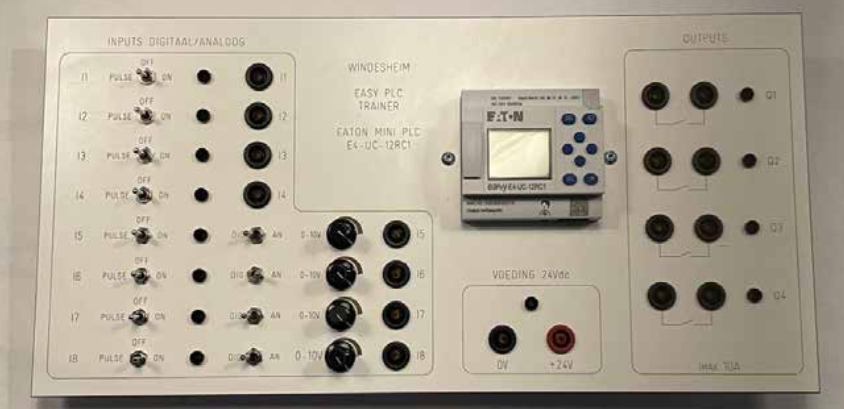 INPUTS DIGITAAL/ANALOOG
OFF
I1 PULSE ON I1
OFF
I2 PULSE ON I2
OFF
I3 PULSE ON I3
OFF
I4 PULSE ON I4
OFF
I5 PULSE ON DIG AN 0-10V I5
OFF
I6 PULSE ON DIG AN 0-10V I6
OFF
I7 PULSE ON DIG AN 0-10V I7
OFF
I8 PULSE ON DIG AN 0-10V I8
WINDESHEIM
EASY PLC
TRAINER
EATON MINI PLC
E4-UC-12RC1
EATON
easy E4-UC-12RC1
VOEDING 24Vdc
0V +24V
OUTPUTS
Q1
Q2
Q3
Q4
IMAX 10A